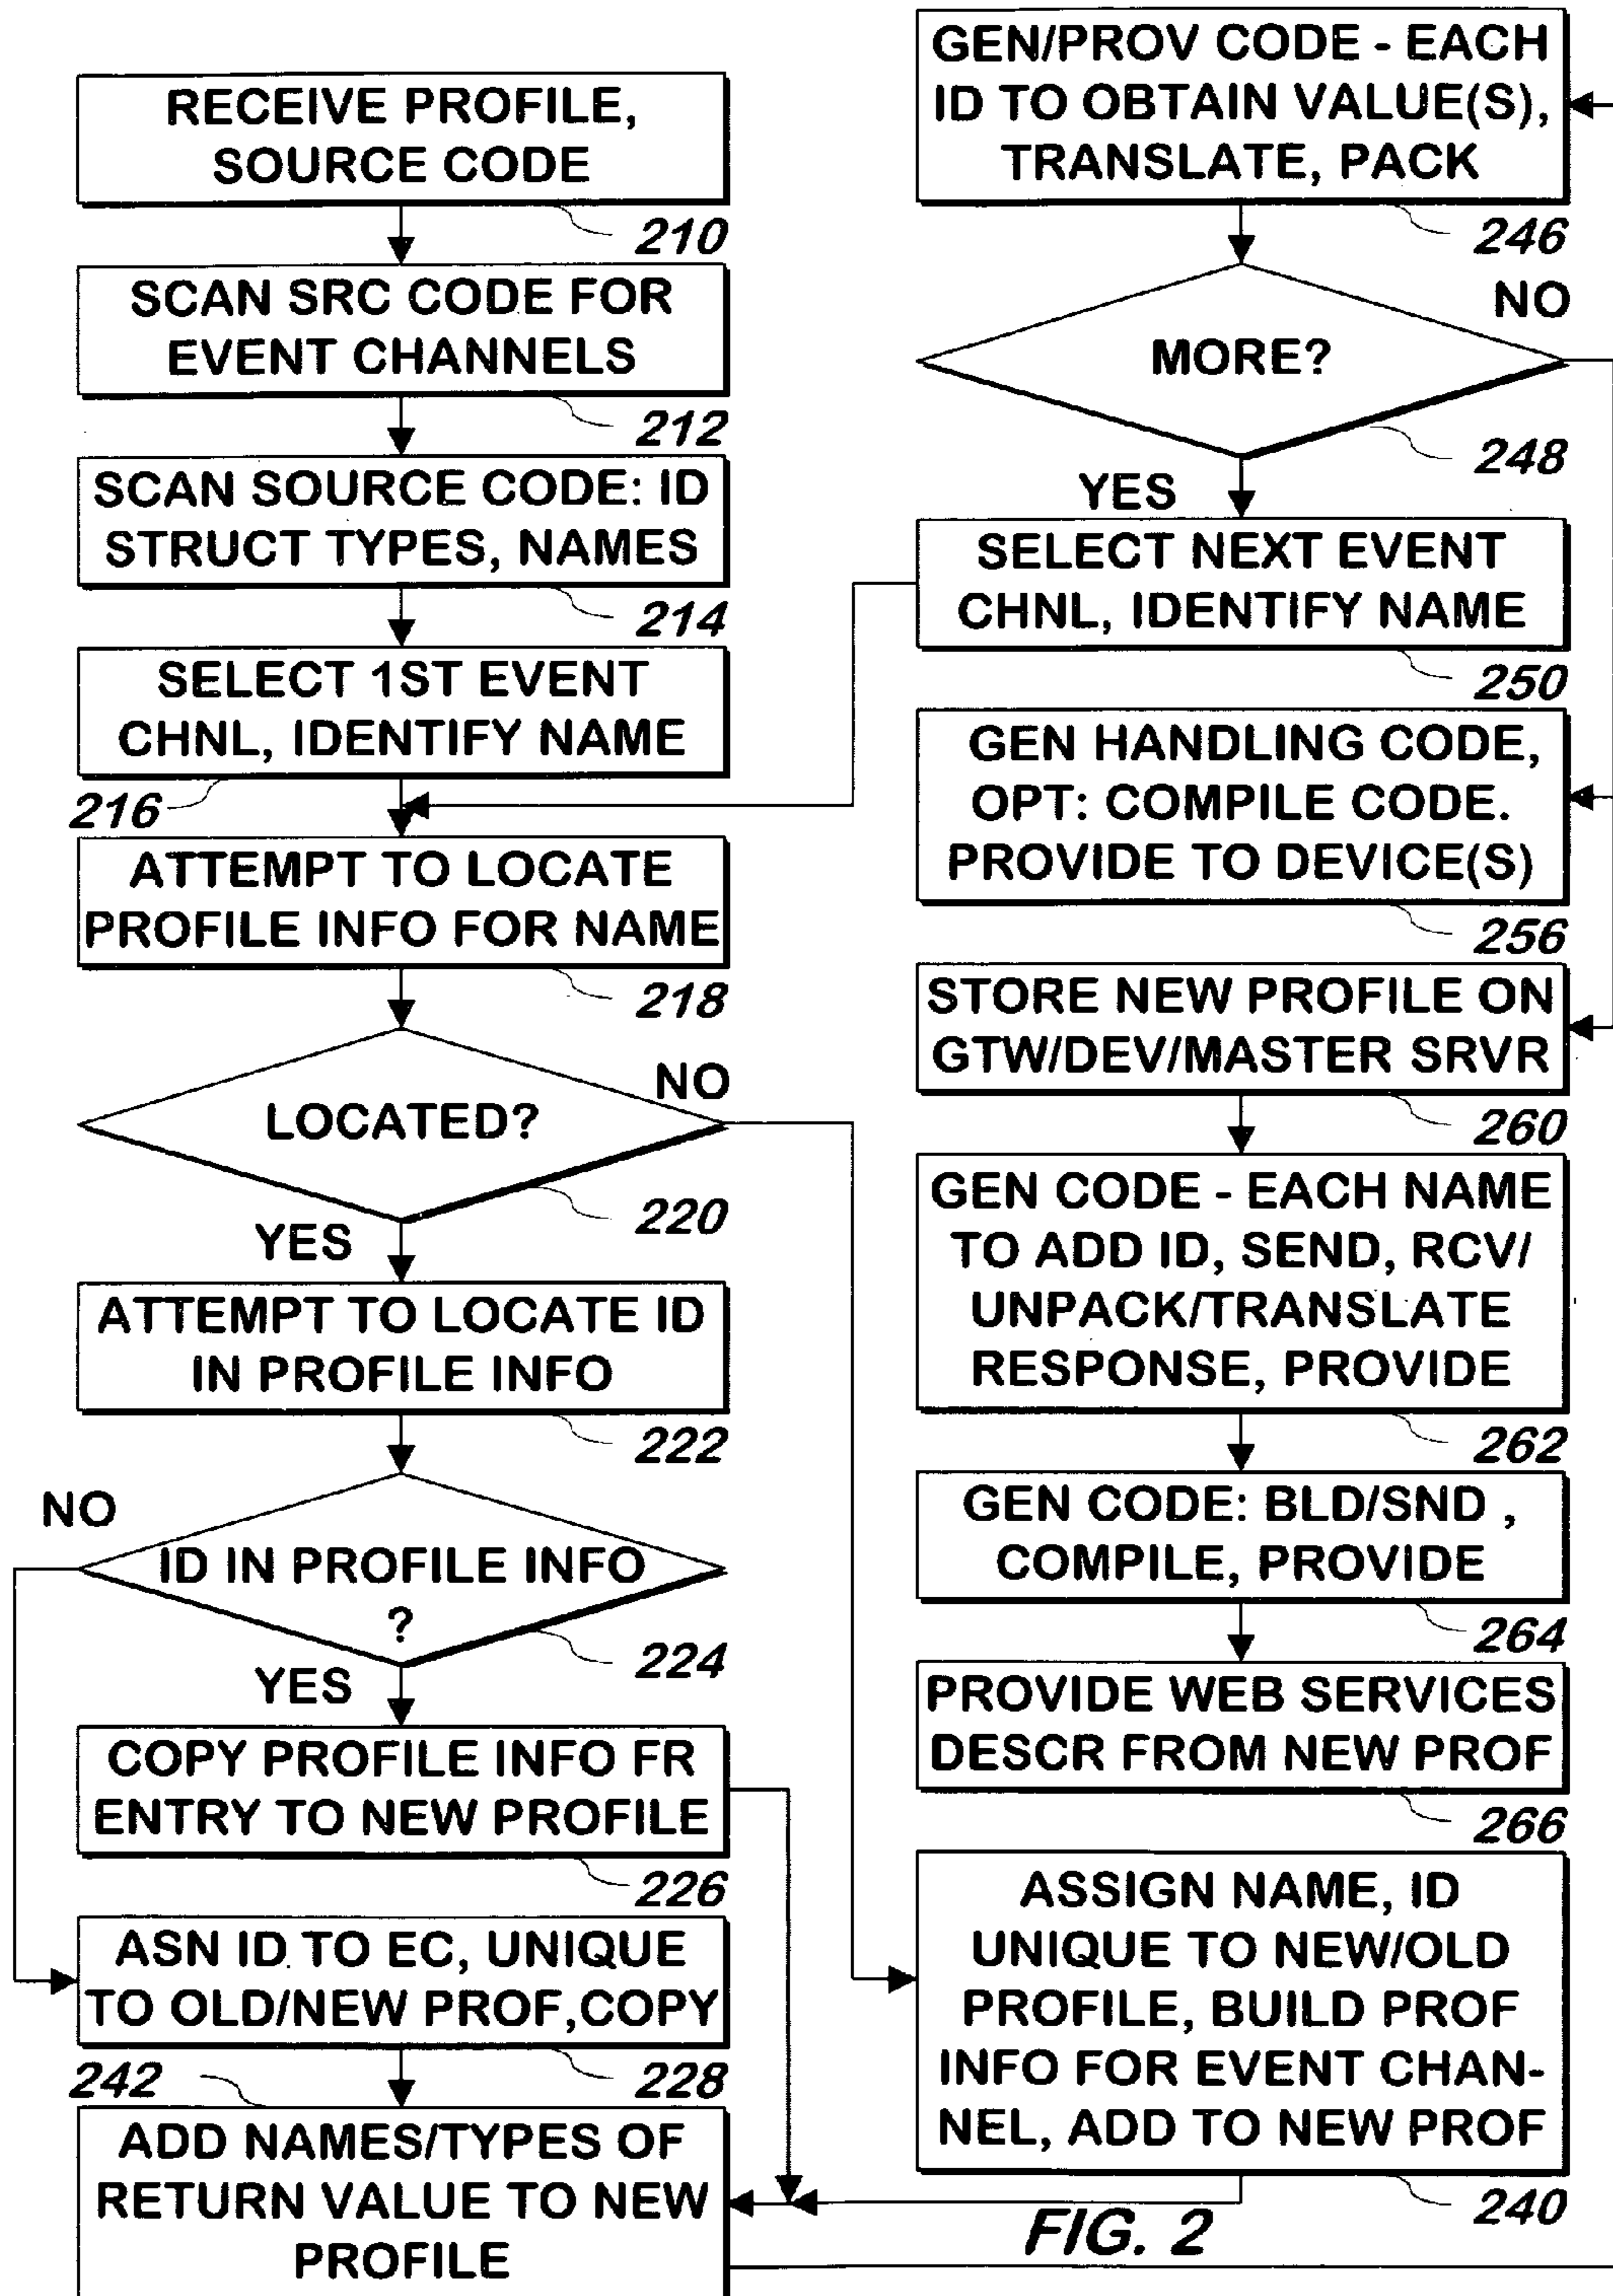 RECEIVE PROFILE,
SOURCE CODE
210
SCAN SRC CODE FOR
EVENT CHANNELS
212
SCAN SOURCE CODE: ID
STRUCT TYPES, NAMES
214
SELECT 1ST EVENT
CHNL, IDENTIFY NAME
216
ATTEMPT TO LOCATE
PROFILE INFO FOR NAME
218
LOCATED?
NO
220
YES
ATTEMPT TO LOCATE ID
IN PROFILE INFO
222
NO
ID IN PROFILE INFO
?
224
YES
COPY PROFILE INFO FR
ENTRY TO NEW PROFILE
226
ASN ID TO EC, UNIQUE
TO OLD/NEW PROF,COPY
228
242
ADD NAMES/TYPES OF
RETURN VALUE TO NEW
PROFILE
GEN/PROV CODE - EACH
ID TO OBTAIN VALUE(S),
TRANSLATE, PACK
246
NO
MORE?
248
YES
SELECT NEXT EVENT
CHNL, IDENTIFY NAME
250
GEN HANDLING CODE,
OPT: COMPILE CODE.
PROVIDE TO DEVICE(S)
256
STORE NEW PROFILE ON
GTW/DEV/MASTER SRVR
260
GEN CODE - EACH NAME
TO ADD ID, SEND, RCV/
UNPACK/TRANSLATE
RESPONSE, PROVIDE
262
GEN CODE: BLD/SND ,
COMPILE, PROVIDE
264
PROVIDE WEB SERVICES
DESCR FROM NEW PROF
266
ASSIGN NAME, ID
UNIQUE TO NEW/OLD
PROFILE, BUILD PROF
INFO FOR EVENT CHAN-
NEL, ADD TO NEW PROF
240
FIG. 2